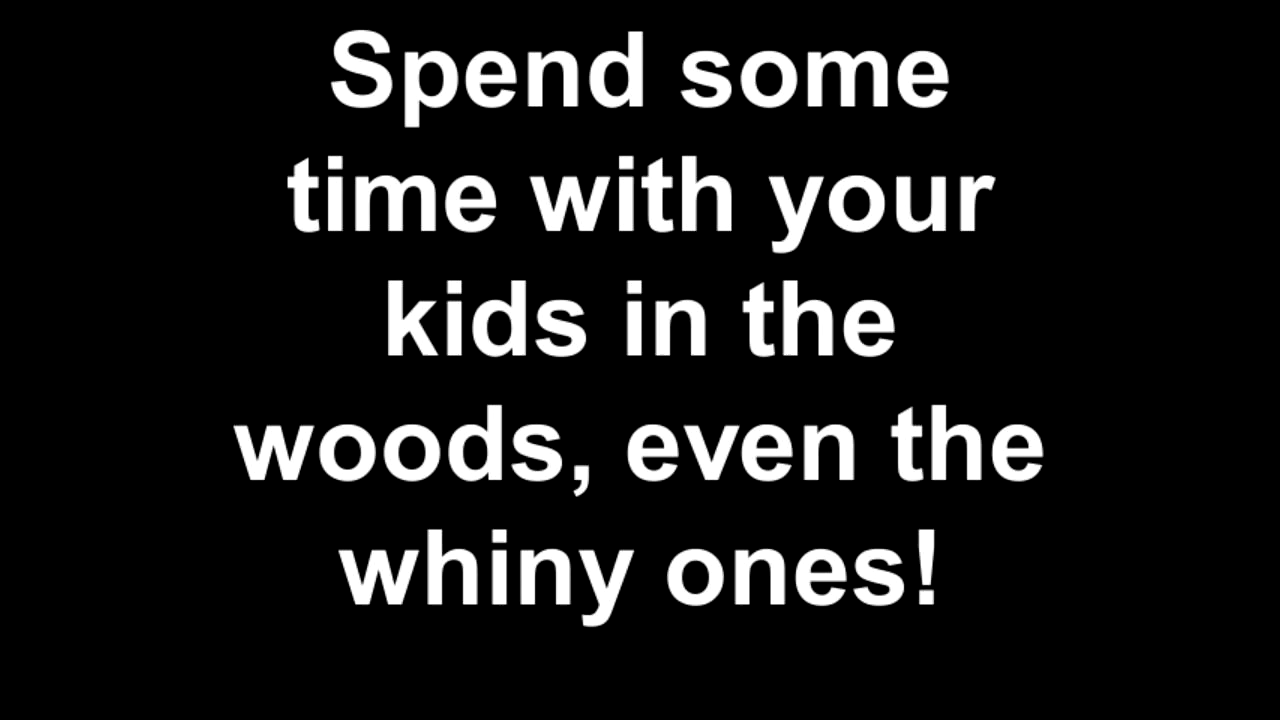 Spend some
time with your
kids in the
woods, even the
whiny ones!